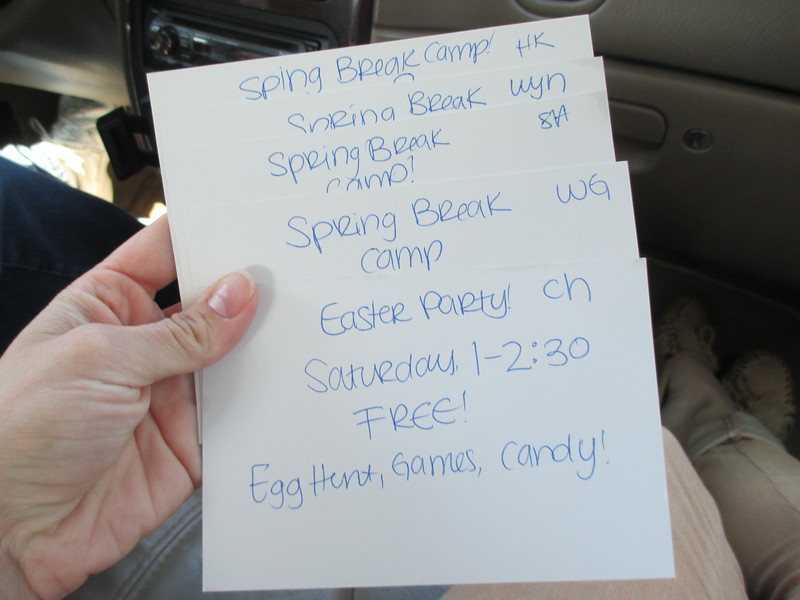 Sping Break Camp! HK
Spring Break Wyn
Spring Break 8A
camp!
Spring Break WG
camp
Easter Party! ch
Saturday, 1-2:30
FREE!
Egg Hunt, Games, Candy!